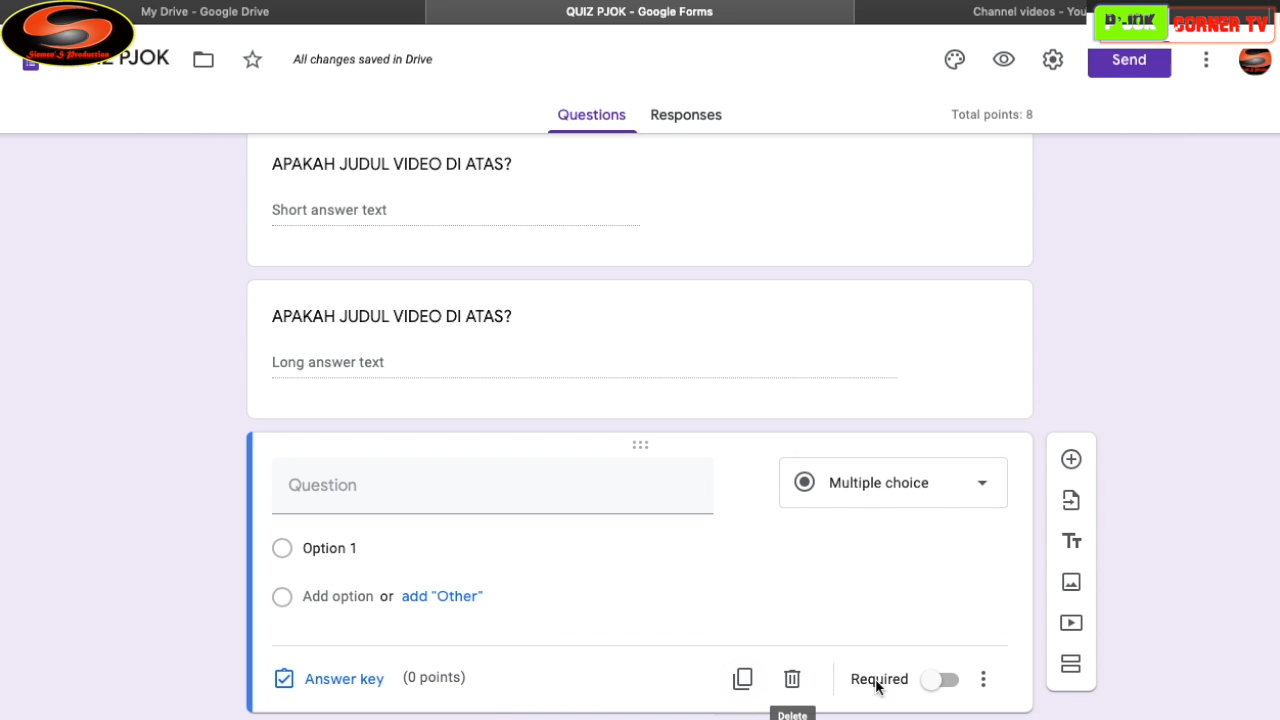 My Drive - Google Drive
QUIZ PJOK - Google Forms
Channel videos - You
PJOK CORNER TV
Siemen'S Production
PJOK
All changes saved in Drive
Send
Questions
Responses
Total points: 8
APAKAH JUDUL VIDEO DI ATAS?
Short answer text
APAKAH JUDUL VIDEO DI ATAS?
Long answer text
Question
Multiple choice
Option 1
Add option or add "Other"
Answer key (0 points)
Required
Delete